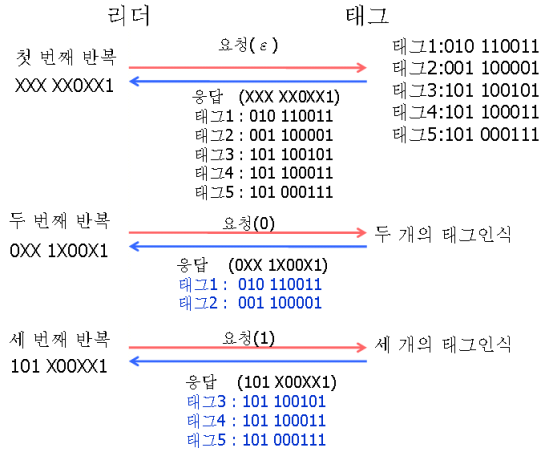 리더 태그
첫 번째 반복
XXX XX0XX1
요청(ε)
태그1:010 110011
태그2:001 100001
태그3:101 100101
태그4:101 100011
태그5:101 000111
응답 (XXX XX0XX1)
태그1 : 010 110011
태그2 : 001 100001
태그3 : 101 100101
태그4 : 101 100011
태그5 : 101 000111
두 번째 반복
0XX 1X00X1
요청(0)
두 개의 태그인식
응답 (0XX 1X00X1)
태그1 : 010 110011
태그2 : 001 100001
세 번째 반복
101 X00XX1
요청(1)
세 개의 태그인식
응답 (101 X00XX1)
태그3 : 101 100101
태그4 : 101 100011
태그5 : 101 000111